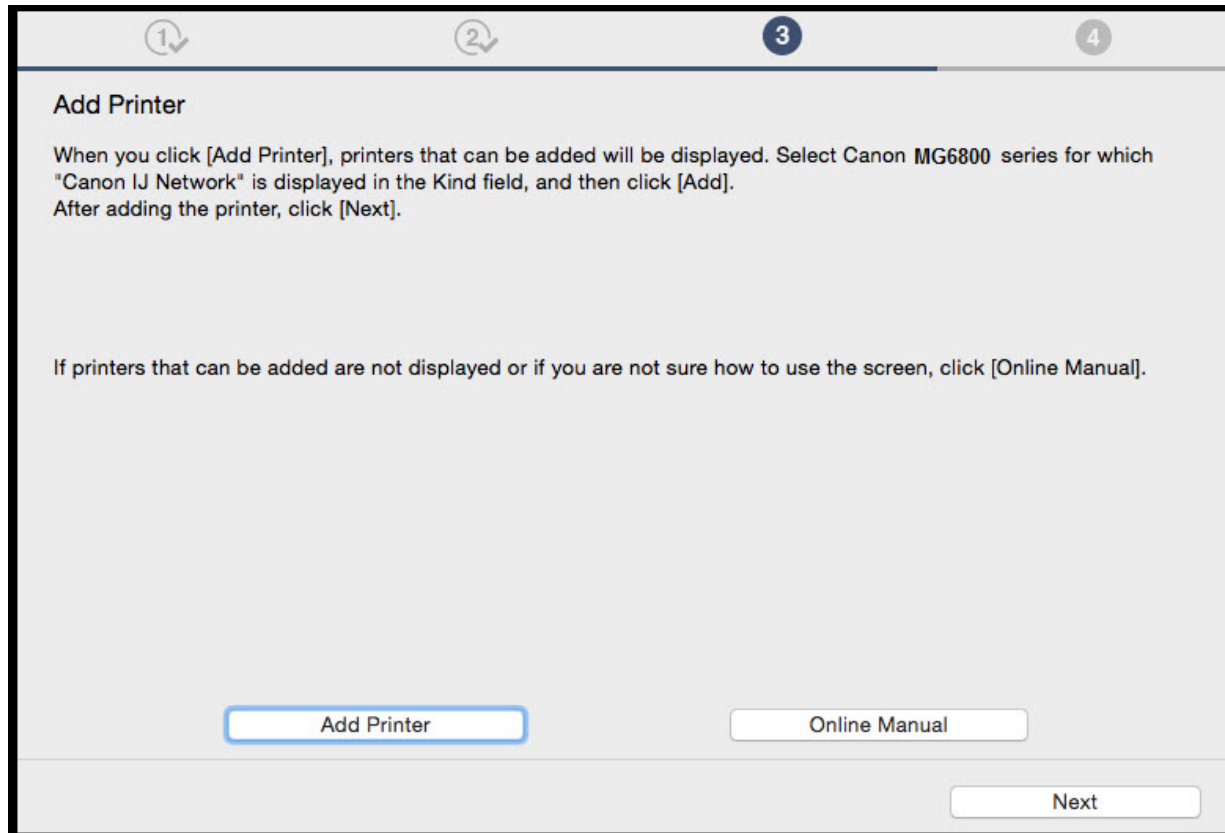 1 2 3 4
Add Printer
When you click [Add Printer], printers that can be added will be displayed. Select Canon MG6800 series for which
"Canon IJ Network" is displayed in the Kind field, and then click [Add].
After adding the printer, click [Next].
If printers that can be added are not displayed or if you are not sure how to use the screen, click [Online Manual].
Add Printer Online Manual
Next